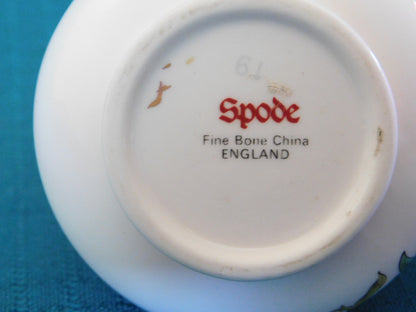 Spode
Fine Bone China
ENGLAND